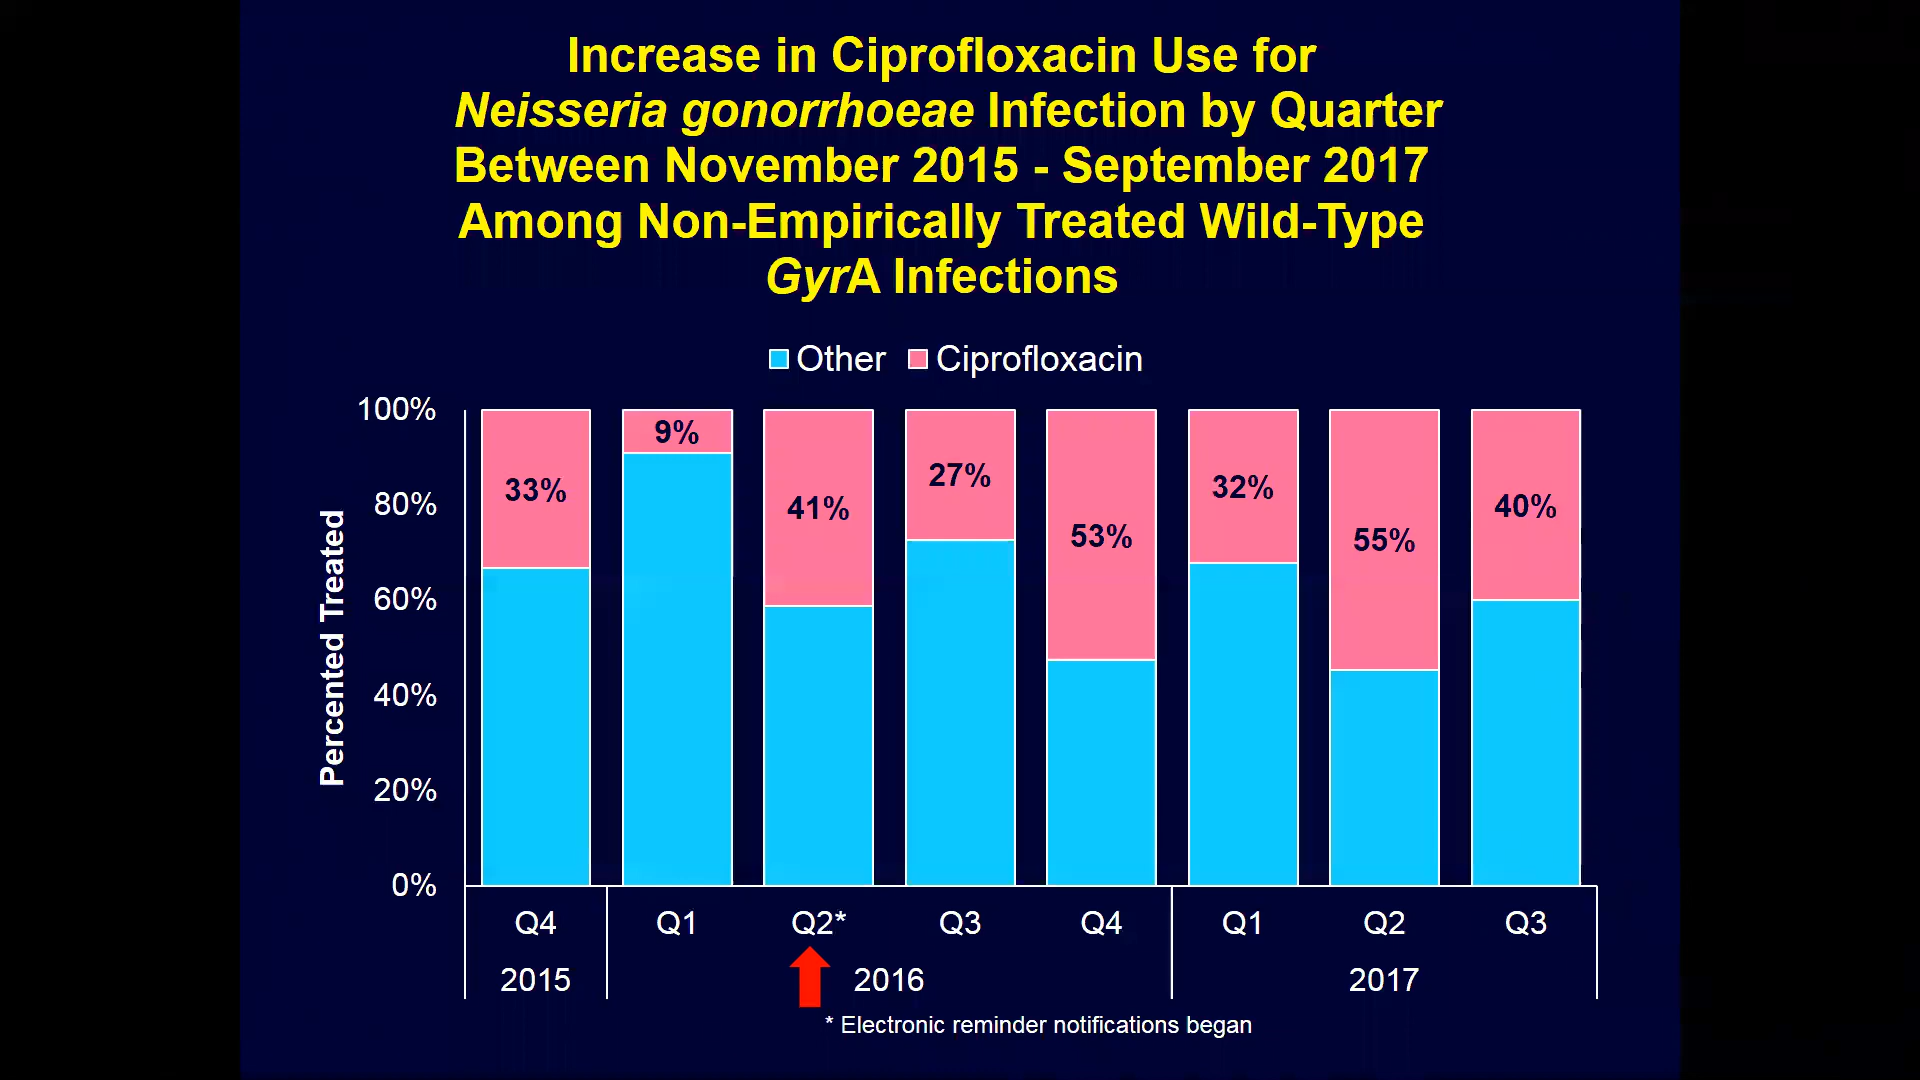 Increase in Ciprofloxacin Use for
Neisseria gonorrhoeae Infection by Quarter
Between November 2015 - September 2017
Among Non-Empirically Treated Wild-Type
GyrA Infections
Other Ciprofloxacin
100%
80%
60%
40%
20%
0%
Percented Treated
33%
9%
41%
27%
53%
32%
55%
40%
Q4 Q1 Q2* Q3 Q4 Q1 Q2 Q3
2015 2016 2017
* Electronic reminder notifications began